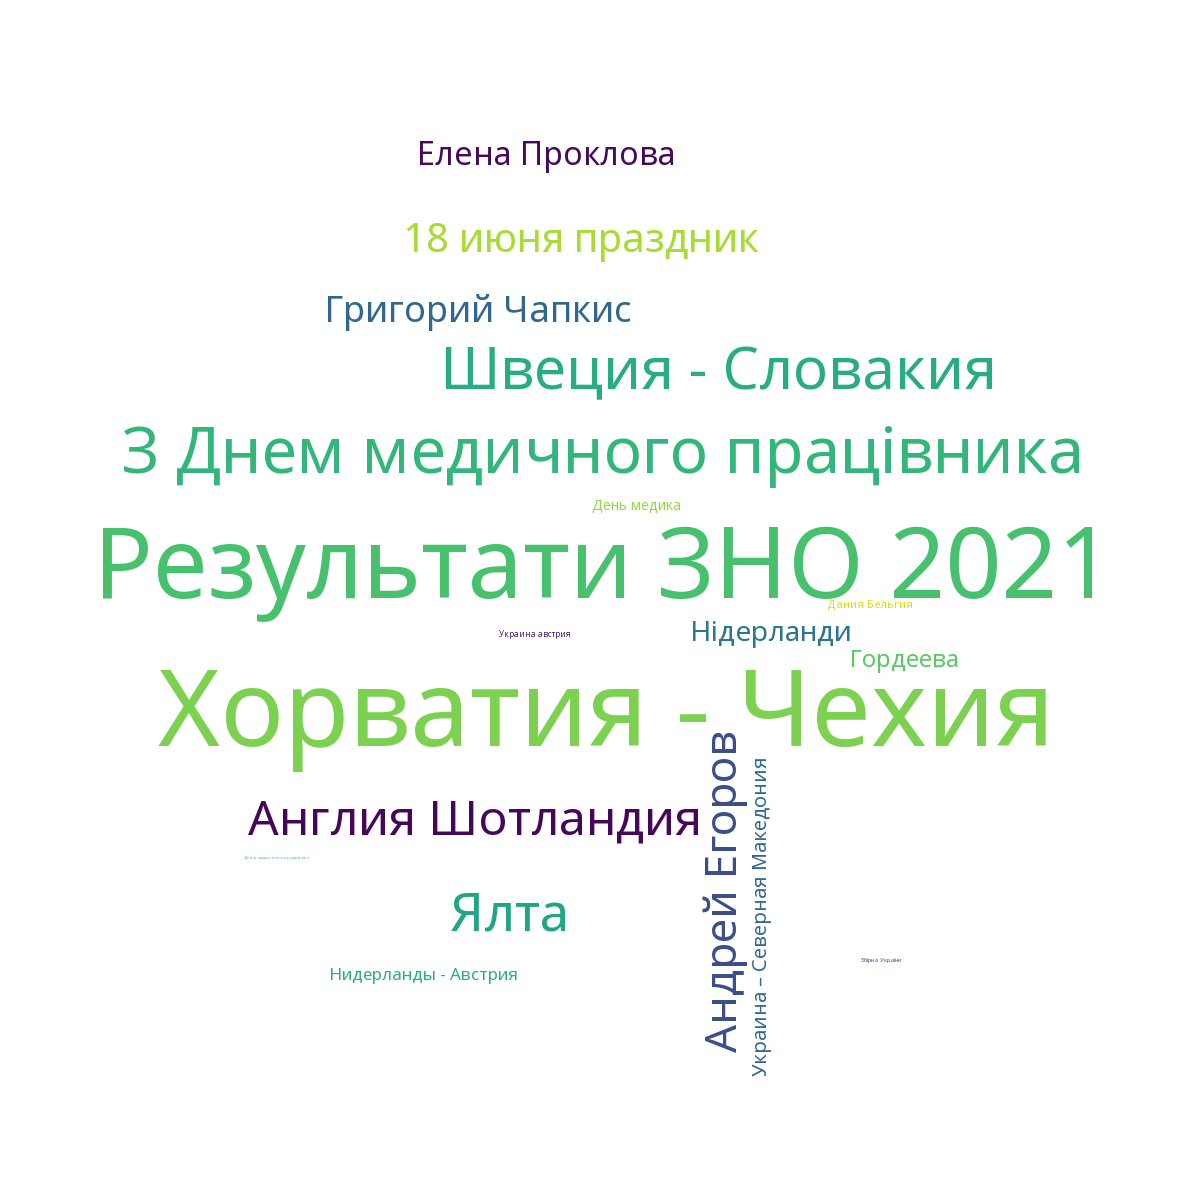 Елена Проклова
18 июня праздник
Григорий Чапкис
Швеция - Словакия
З Днем медичного працівника
День медика
Результати ЗНО 2021
Дания Бельгия
Украина австрия
Нідерланди
Гордеева
Хорватия - Чехия
Андрей Егоров
Украина – Северная Македония
Англия Шотландия
Ялта
Збірна України
Нидерланды - Австрия